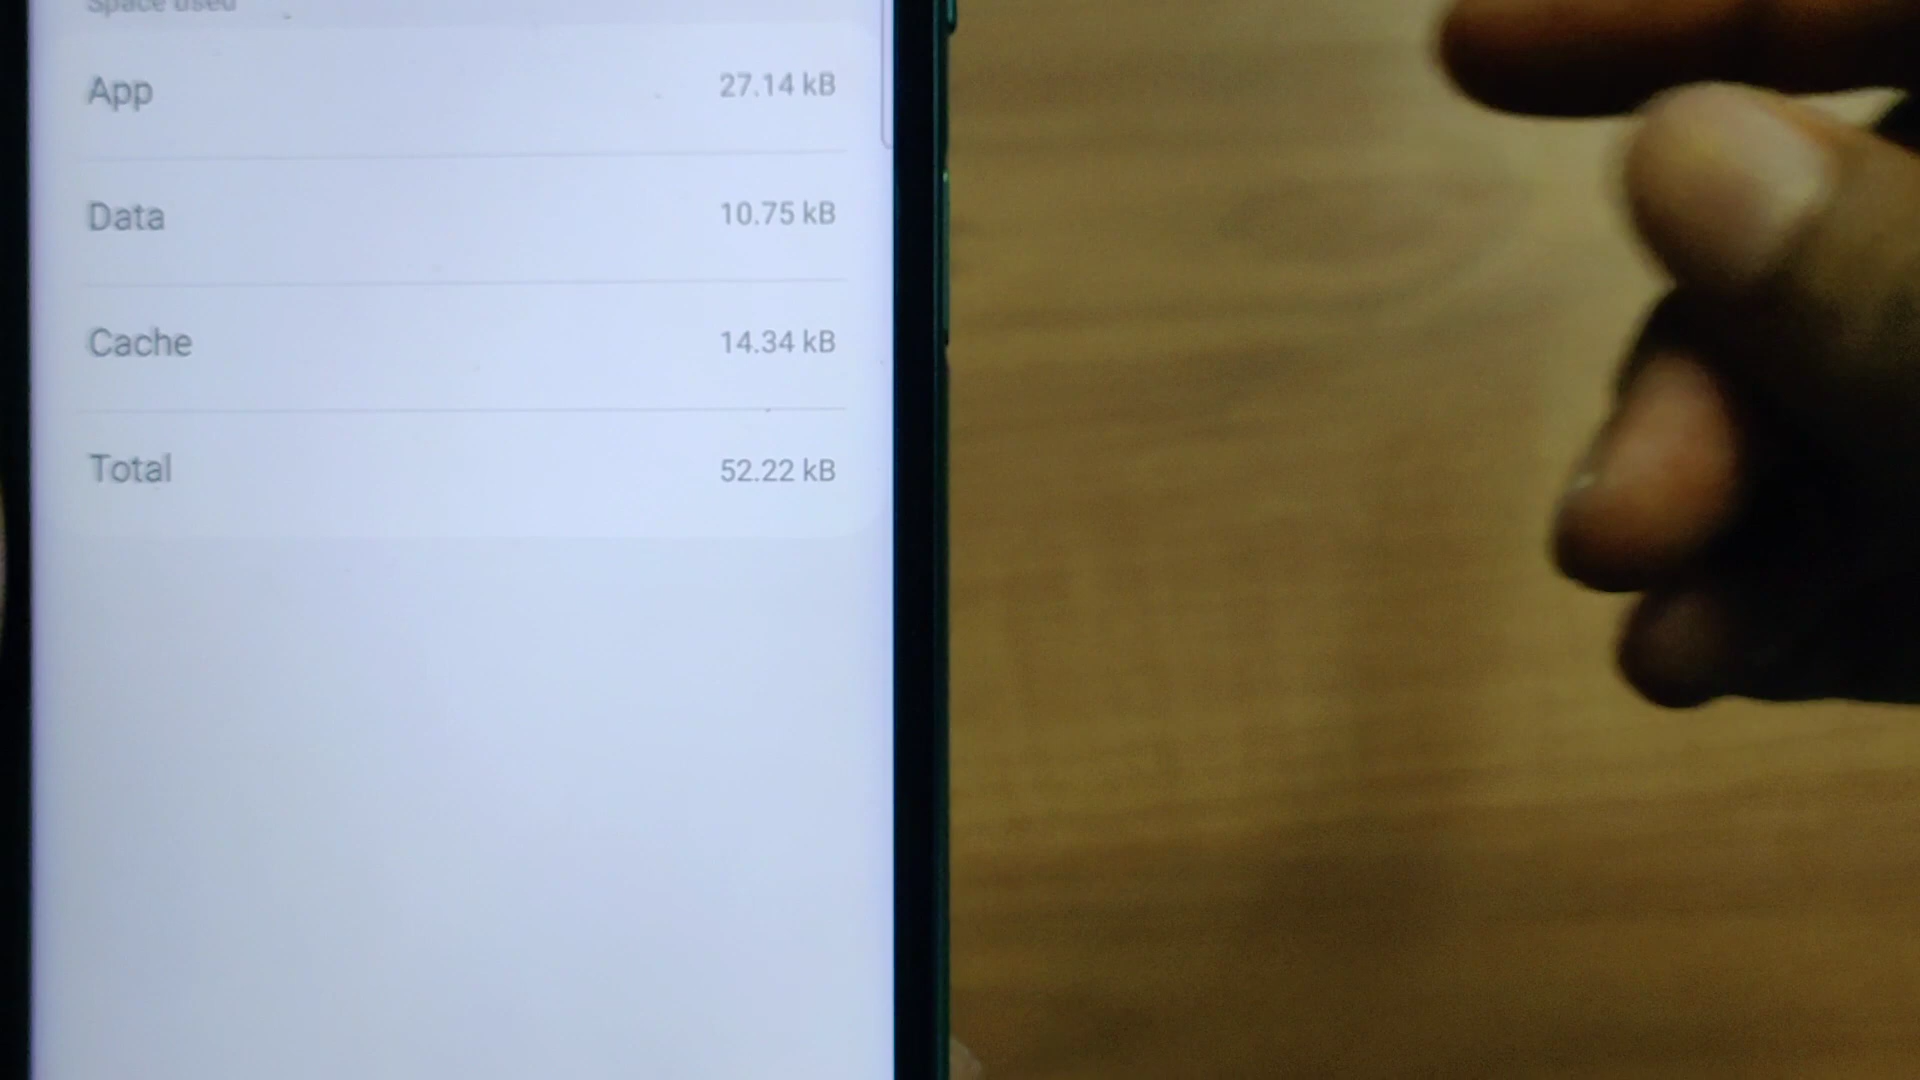 Space used
App 27.14 kB
Data 10.75 kB
Cache 14.34 kB
Total 52.22 kB